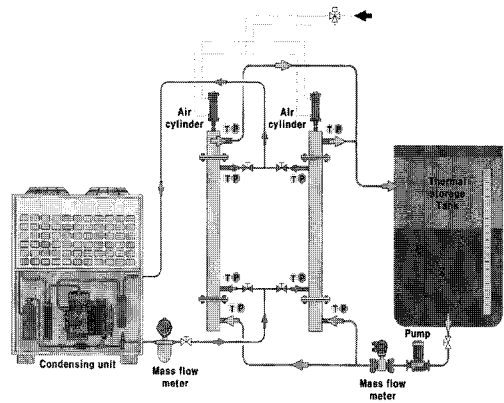 Air
cylinder
Air
cylinder
T P
T P
T P
T P
T P
T P
T P
T P
Thermal
storage
Tank
Condensing unit
Mass flow
meter
Pump
Mass flow
meter